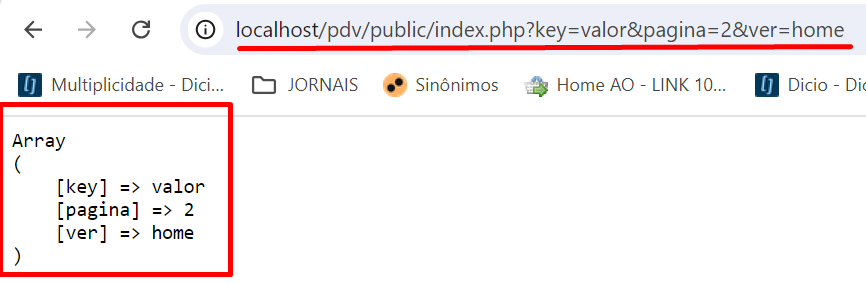 localhost/pdv/public/index.php?key=valor&pagina=2&ver=home
Multiplicidade - Dici... JORNAIS Sinônimos Home AO - LINK 10... Dicio - Dic
Array
(
    [key] => valor
    [pagina] => 2
    [ver] => home
)